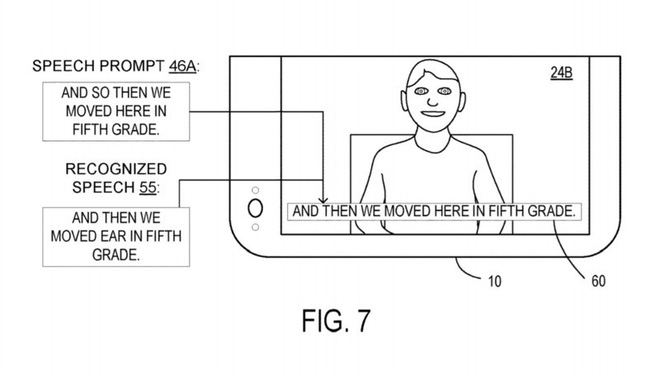 SPEECH PROMPT 46A:
AND SO THEN WE
MOVED HERE IN
FIFTH GRADE.
RECOGNIZED
SPEECH 55:
AND THEN WE
MOVED EAR IN FIFTH
GRADE.
24B
AND THEN WE MOVED HERE IN FIFTH GRADE.
10
60
FIG. 7